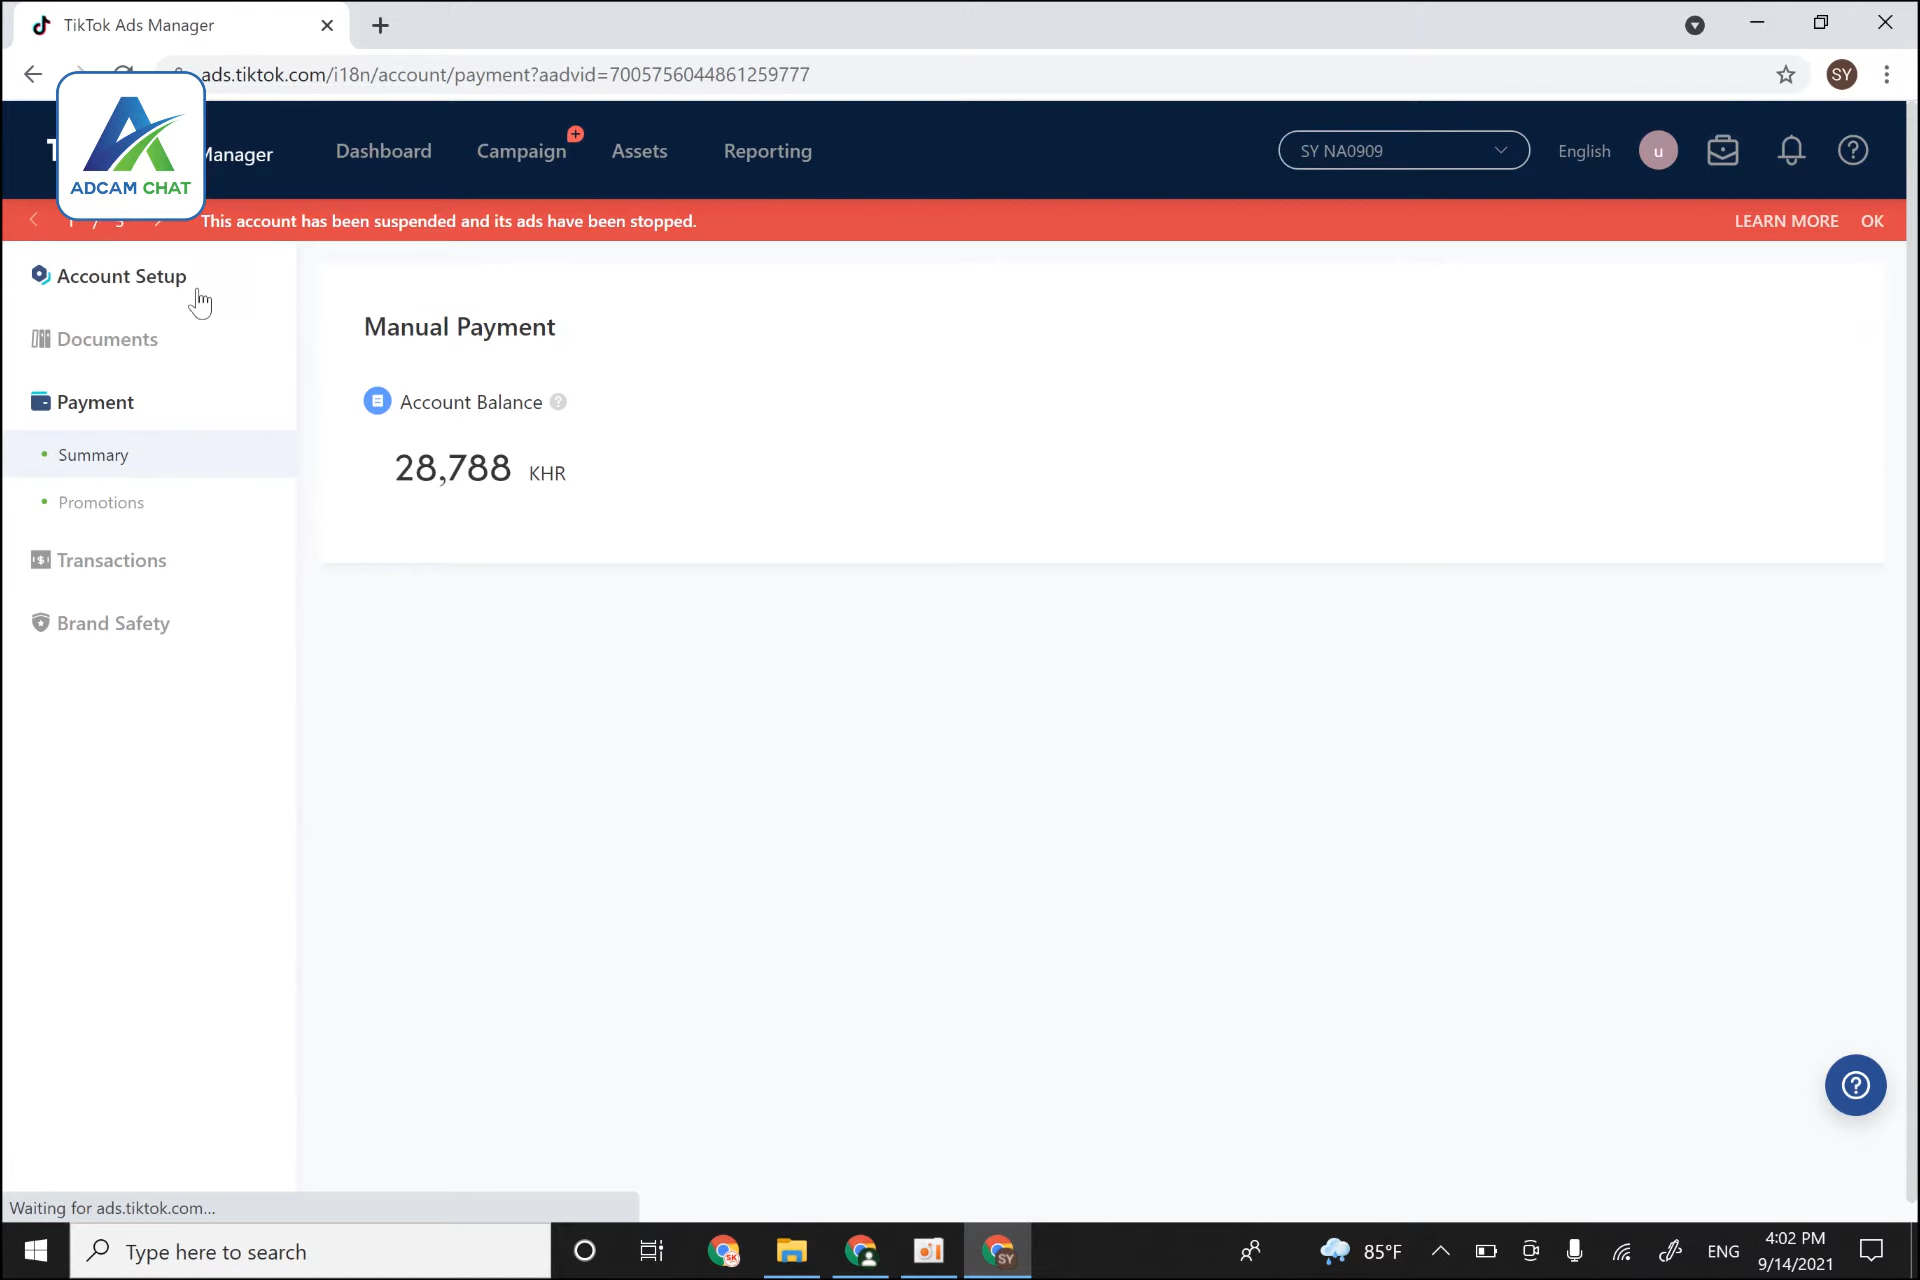 TikTok Ads Manager
ads.tiktok.com/i18n/account/payment?aadvid=7005756044861259777
SY
ADCAM CHAT
Manager
Dashboard
Campaign
Assets
Reporting
SY NA0909
English
u
This account has been suspended and its ads have been stopped.
LEARN MORE
OK
Account Setup
Documents
Payment
Summary
Promotions
Transactions
Brand Safety
Manual Payment
Account Balance
28,788 KHR
Waiting for ads.tiktok.com...
Type here to search
SK
SY
85°F
ENG
4:02 PM
9/14/2021